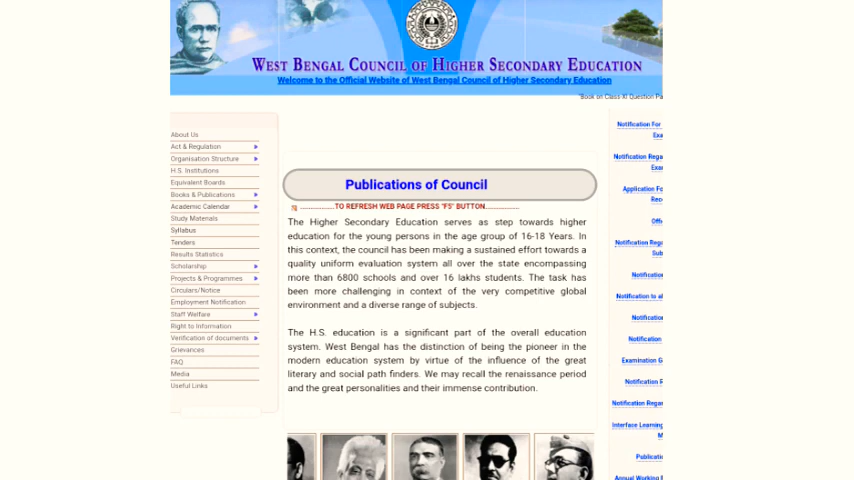 WEST BENGAL COUNCIL OF HIGHER SECONDARY EDUCATION
Welcome to the Official Website of West Bengal Council of Higher Secondary Education
"Book on Class XI Question Pa
About Us
Act & Regulation
Organisation Structure
H.S. Institutions
Equivalent Boards
Books & Publications
Academic Calendar
Study Materials
Syllabus
Tenders
Results Statistics
Scholarship
Projects & Programmes
Circulars/Notice
Employment Notification
Staff Welfare
Right to Information
Verification of documents
Grievances
FAQ
Media
Useful Links
Publications of Council
TO REFRESH WEB PAGE PRESS "F5" BUTTON
The Higher Secondary Education serves as step towards higher
education for the young persons in the age group of 16-18 Years. In
this context, the council has been making a sustained effort towards a
quality uniform evaluation system all over the state encompassing
more than 6800 schools and over 16 lakhs students. The task has
been more challenging in context of the very competitive global
environment and a diverse range of subjects.
The H.S. education is a significant part of the overall education
system. West Bengal has the distinction of being the pioneer in the
modern education system by virtue of the influence of the great
literary and social path finders. We may recall the renaissance period
and the great personalities and their immense contribution.
Notification For
Exa
Notification Rega
Exa
Application Fo
Rec
Offi
Notification Regu
Sub
Notification
Notification to al
Notification
Notification
Examination G
Notification R
Notification Regar
Interface Learning
M
Publicati
Annual Working